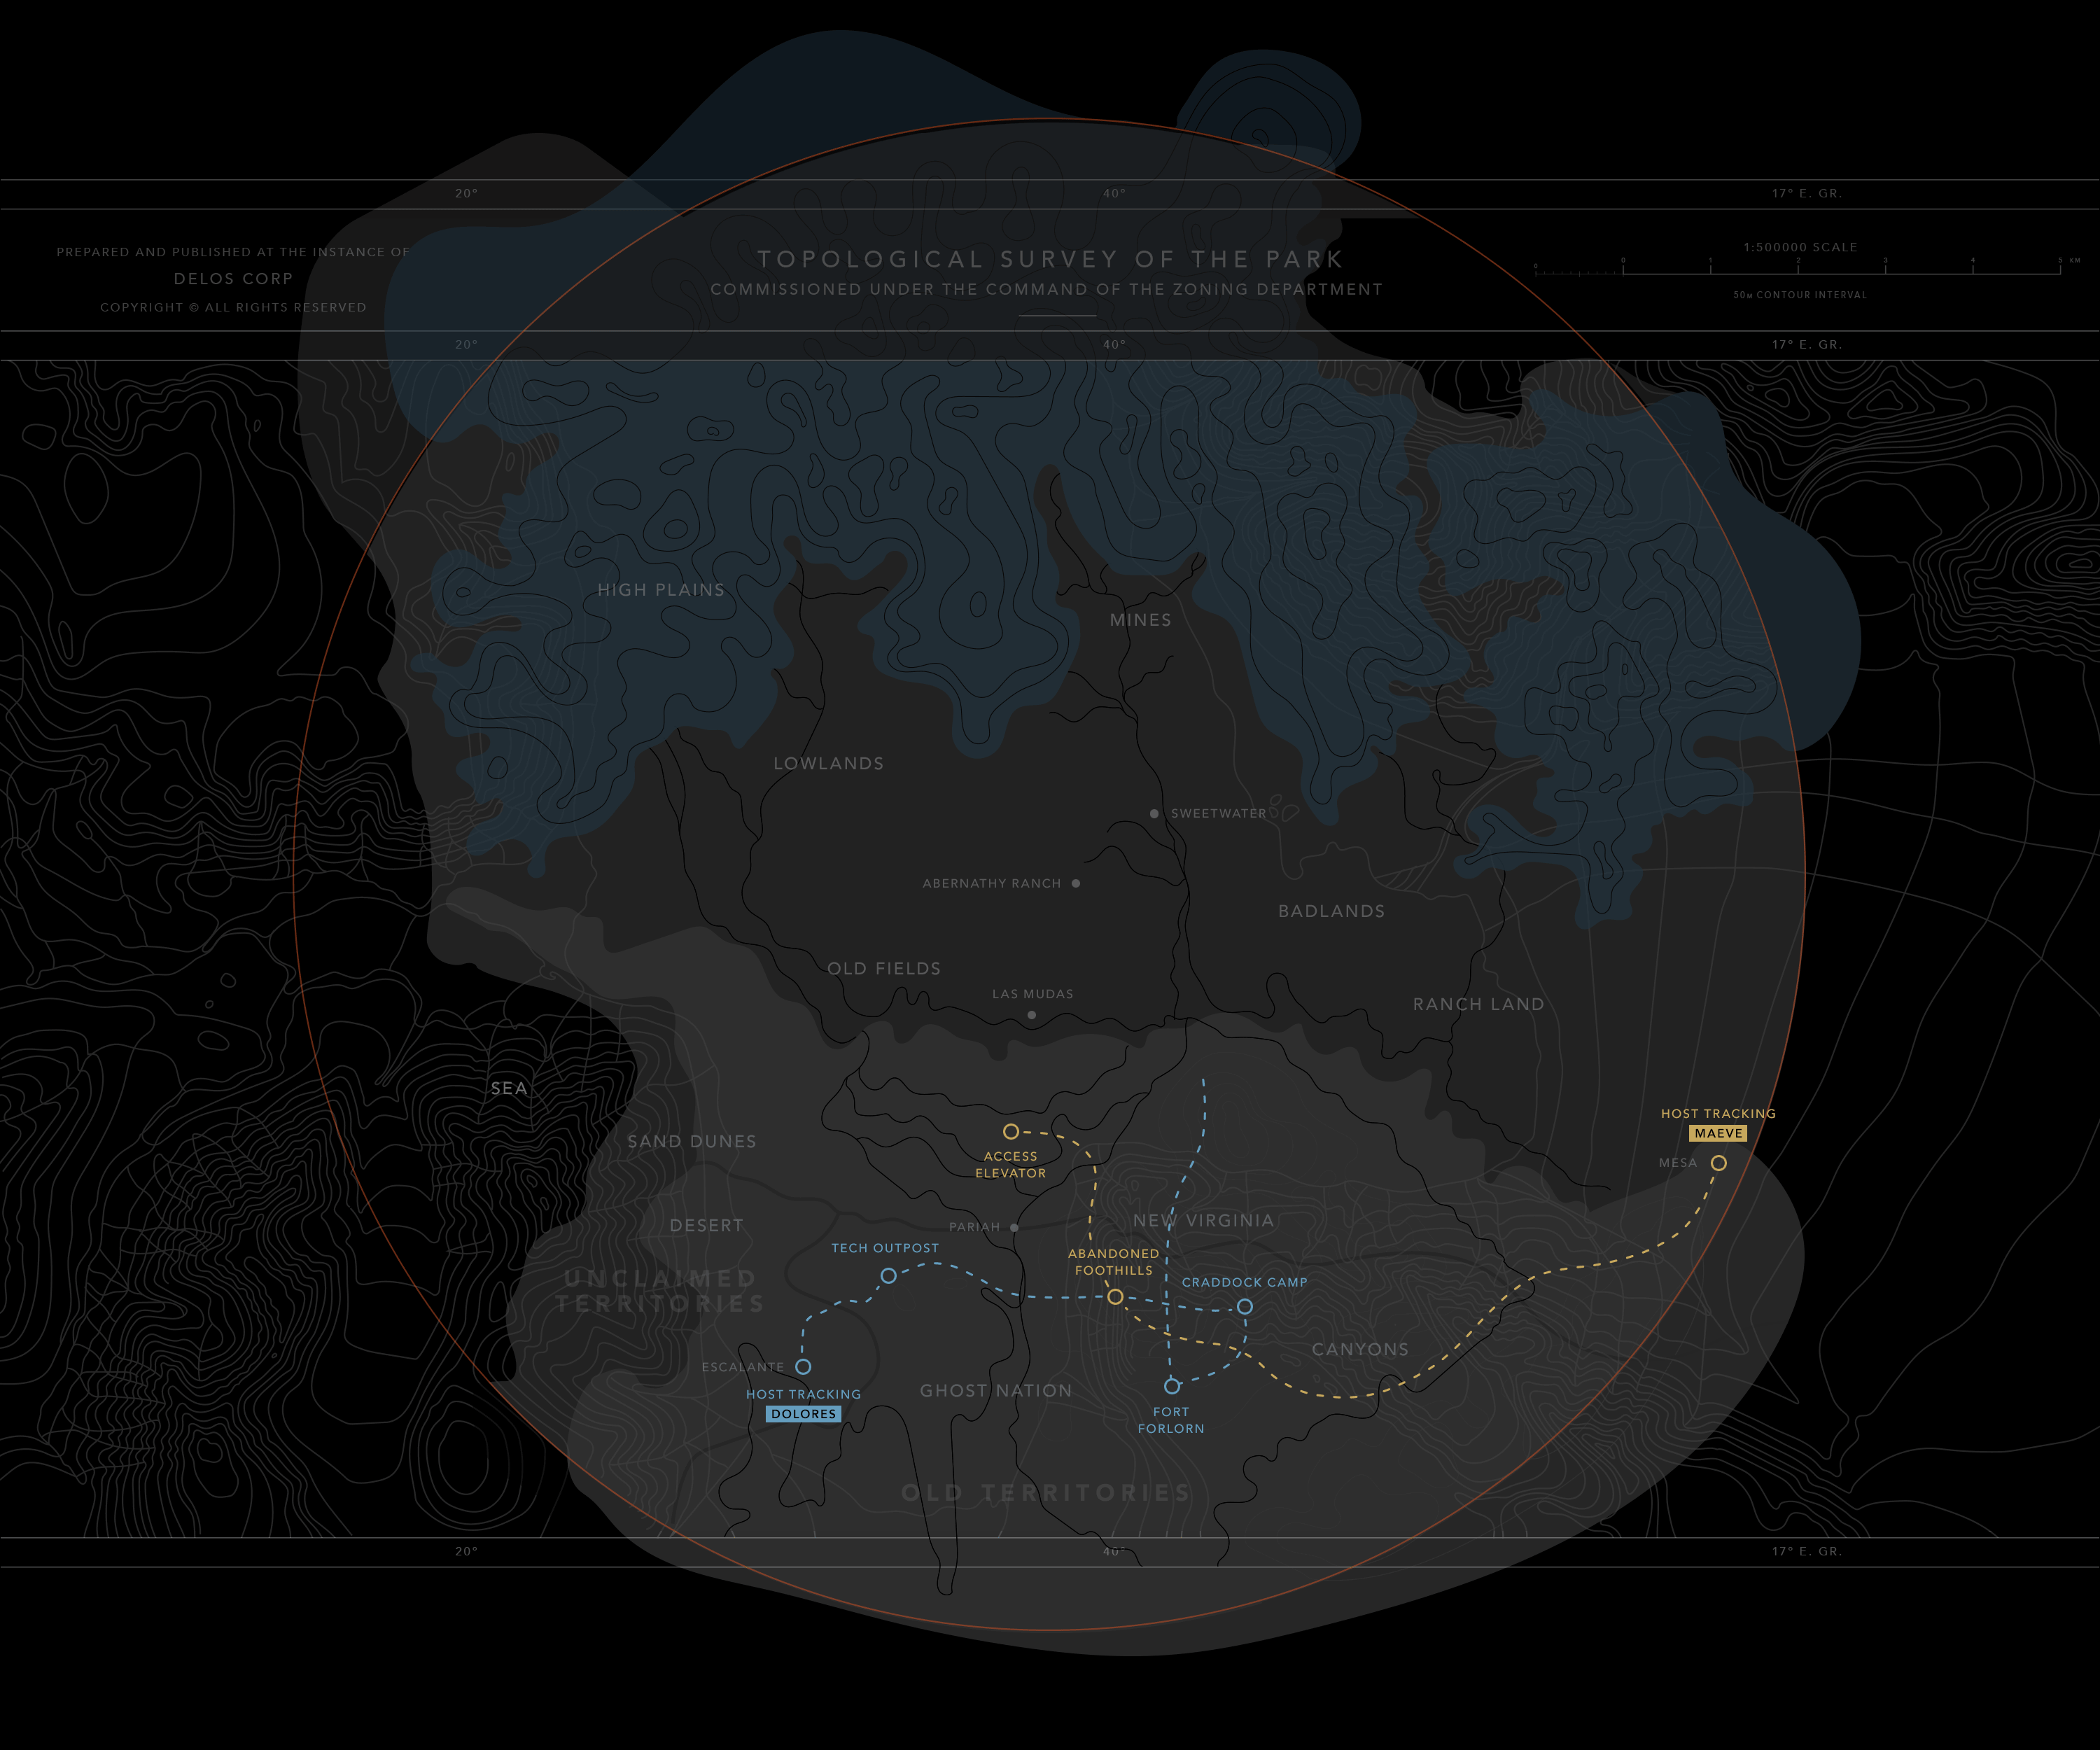 20°
40°
17° E. GR.
PREPARED AND PUBLISHED AT THE INSTANCE OF
DELOS CORP
COPYRIGHT © ALL RIGHTS RESERVED
TOPOLOGICAL SURVEY OF THE PARK
COMMISSIONED UNDER THE COMMAND OF THE ZONING DEPARTMENT
1:500000 SCALE
0 0 1 2 3 4 5 KM
50M CONTOUR INTERVAL
20°
40°
17° E. GR.
HIGH PLAINS
MINES
LOWLANDS
SWEETWATER
ABERNATHY RANCH
BADLANDS
OLD FIELDS
LAS MUDAS
RANCH LAND
SEA
HOST TRACKING
MAEVE
SAND DUNES
ACCESS
ELEVATOR
MESA
DESERT
PARIAH
NEW VIRGINIA
TECH OUTPOST
ABANDONED
FOOTHILLS
UNCLAIMED
TERRITORIES
CRADDOCK CAMP
CANYONS
ESCALANTE
HOST TRACKING
DOLORES
GHOST NATION
FORT
FORLORN
OLD TERRITORIES
20°
40°
17° E. GR.